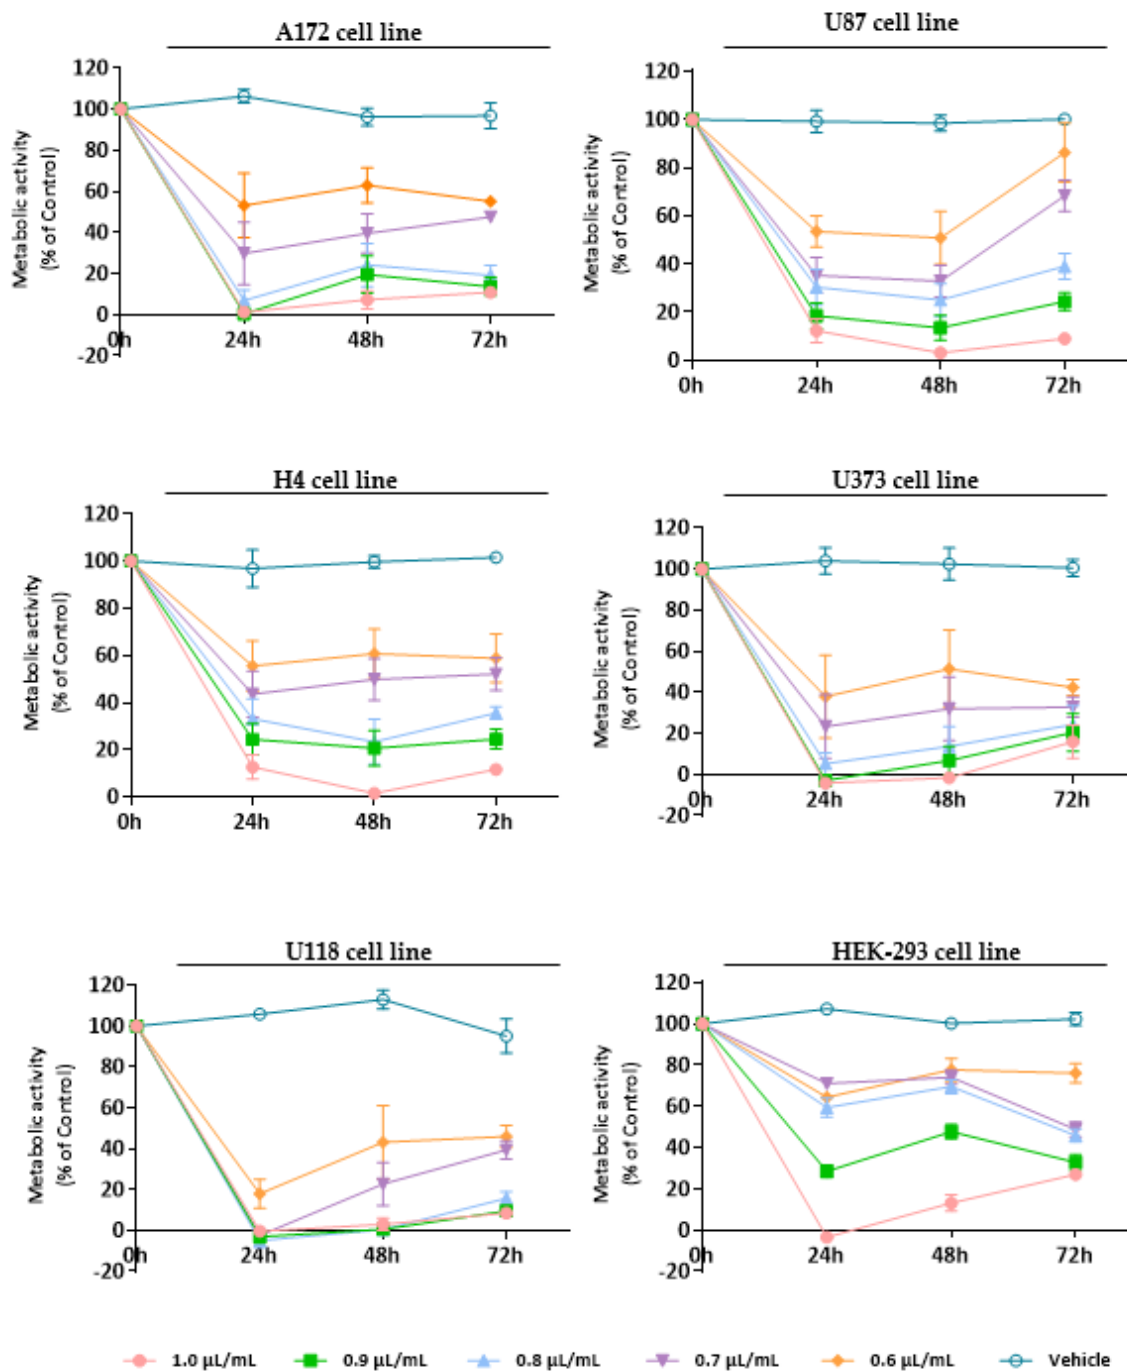 A172 cell line
Metabolic activity
(% of Control)
120
100
80
60
40
20
0
-20
0h
24h
48h
72h
U87 cell line
Metabolic activity
(% of Control)
120
100
80
60
40
20
0
0h
24h
48h
72h
H4 cell line
Metabolic activity
(% of Control)
120
100
80
60
40
20
0
0h
24h
48h
72h
U373 cell line
Metabolic activity
(% of Control)
120
100
80
60
40
20
0
-20
0h
24h
48h
72h
U118 cell line
Metabolic activity
(% of Control)
120
100
80
60
40
20
0
-20
0h
24h
48h
72h
HEK-293 cell line
Metabolic activity
(% of Control)
120
100
80
60
40
20
0
-20
0h
24h
48h
72h
1.0 µL/mL 0.9 µL/mL 0.8 µL/mL 0.7 µL/mL 0.6 µL/mL Vehicle